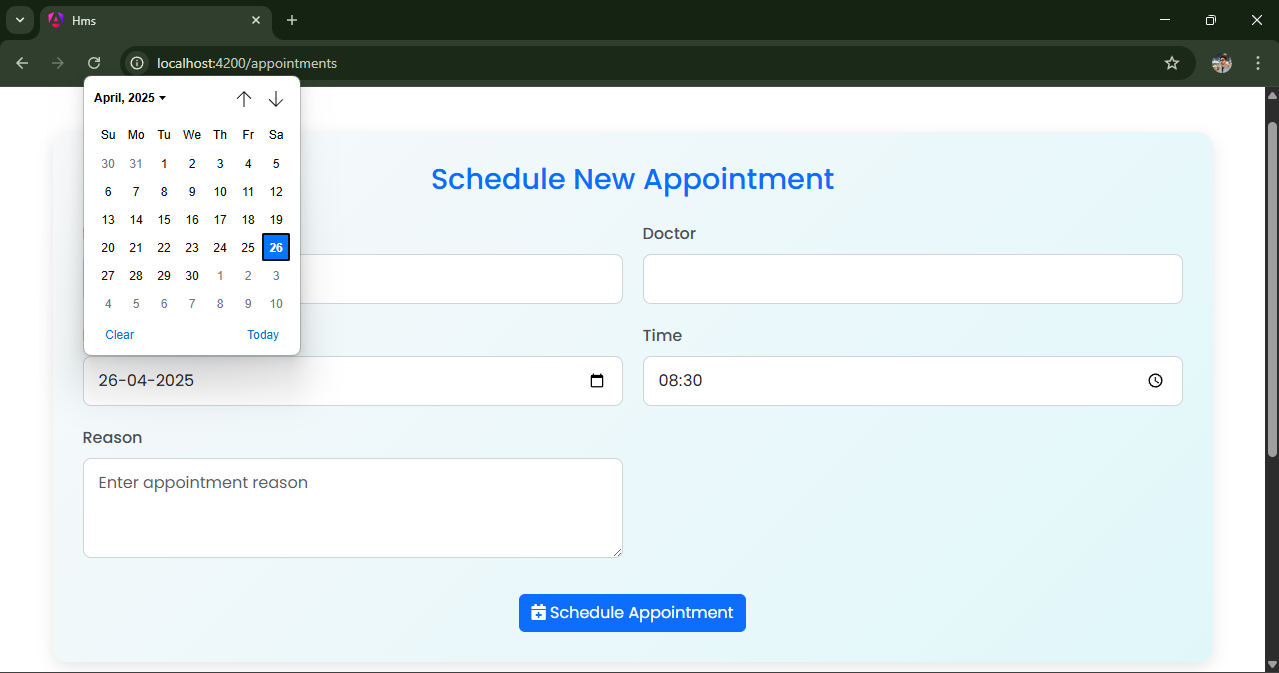 Hms
localhost:4200/appointments
April, 2025
Su Mo Tu We Th Fr Sa
30 31 1 2 3 4 5
6 7 8 9 10 11 12
13 14 15 16 17 18 19
20 21 22 23 24 25 26
27 28 29 30 1 2 3
4 5 6 7 8 9 10
Clear Today
Schedule New Appointment
Doctor
Time
26-04-2025
08:30
Reason
Enter appointment reason
Schedule Appointment